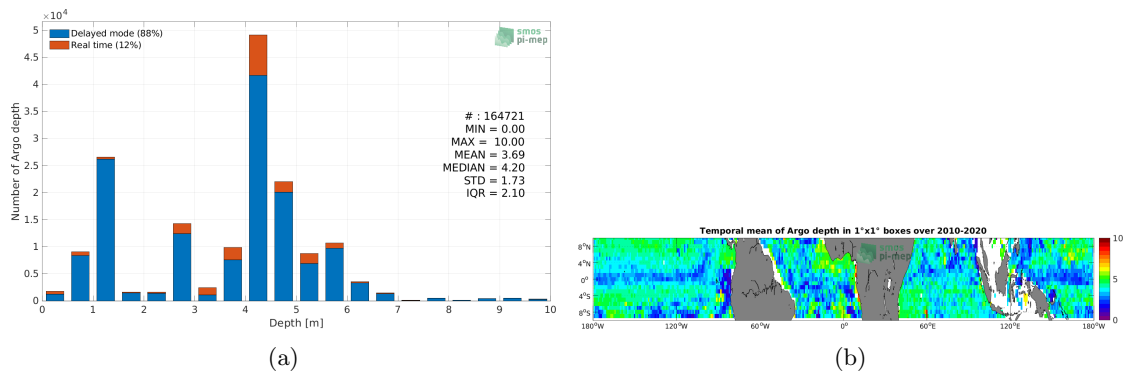 ×10⁴
Delayed mode (88%)
Real time (12%)
smos
pi-mep
5
4.5
4
3.5
3
2.5
2
1.5
1
0.5
0
Number of Argo depth
# : 164721
MIN = 0.00
MAX = 10.00
MEAN = 3.69
MEDIAN = 4.20
STD = 1.73
IQR = 2.10
0 1 2 3 4 5 6 7 8 9 10
Depth [m]
(a)
Temporal mean of Argo depth in 1°x1° boxes over 2010-2020
smos
pi-mep
8°N
4°N
0°
4°S
8°S
180°W 120°W 60°W 0° 60°E 120°E 180°W
10
5
0
(b)